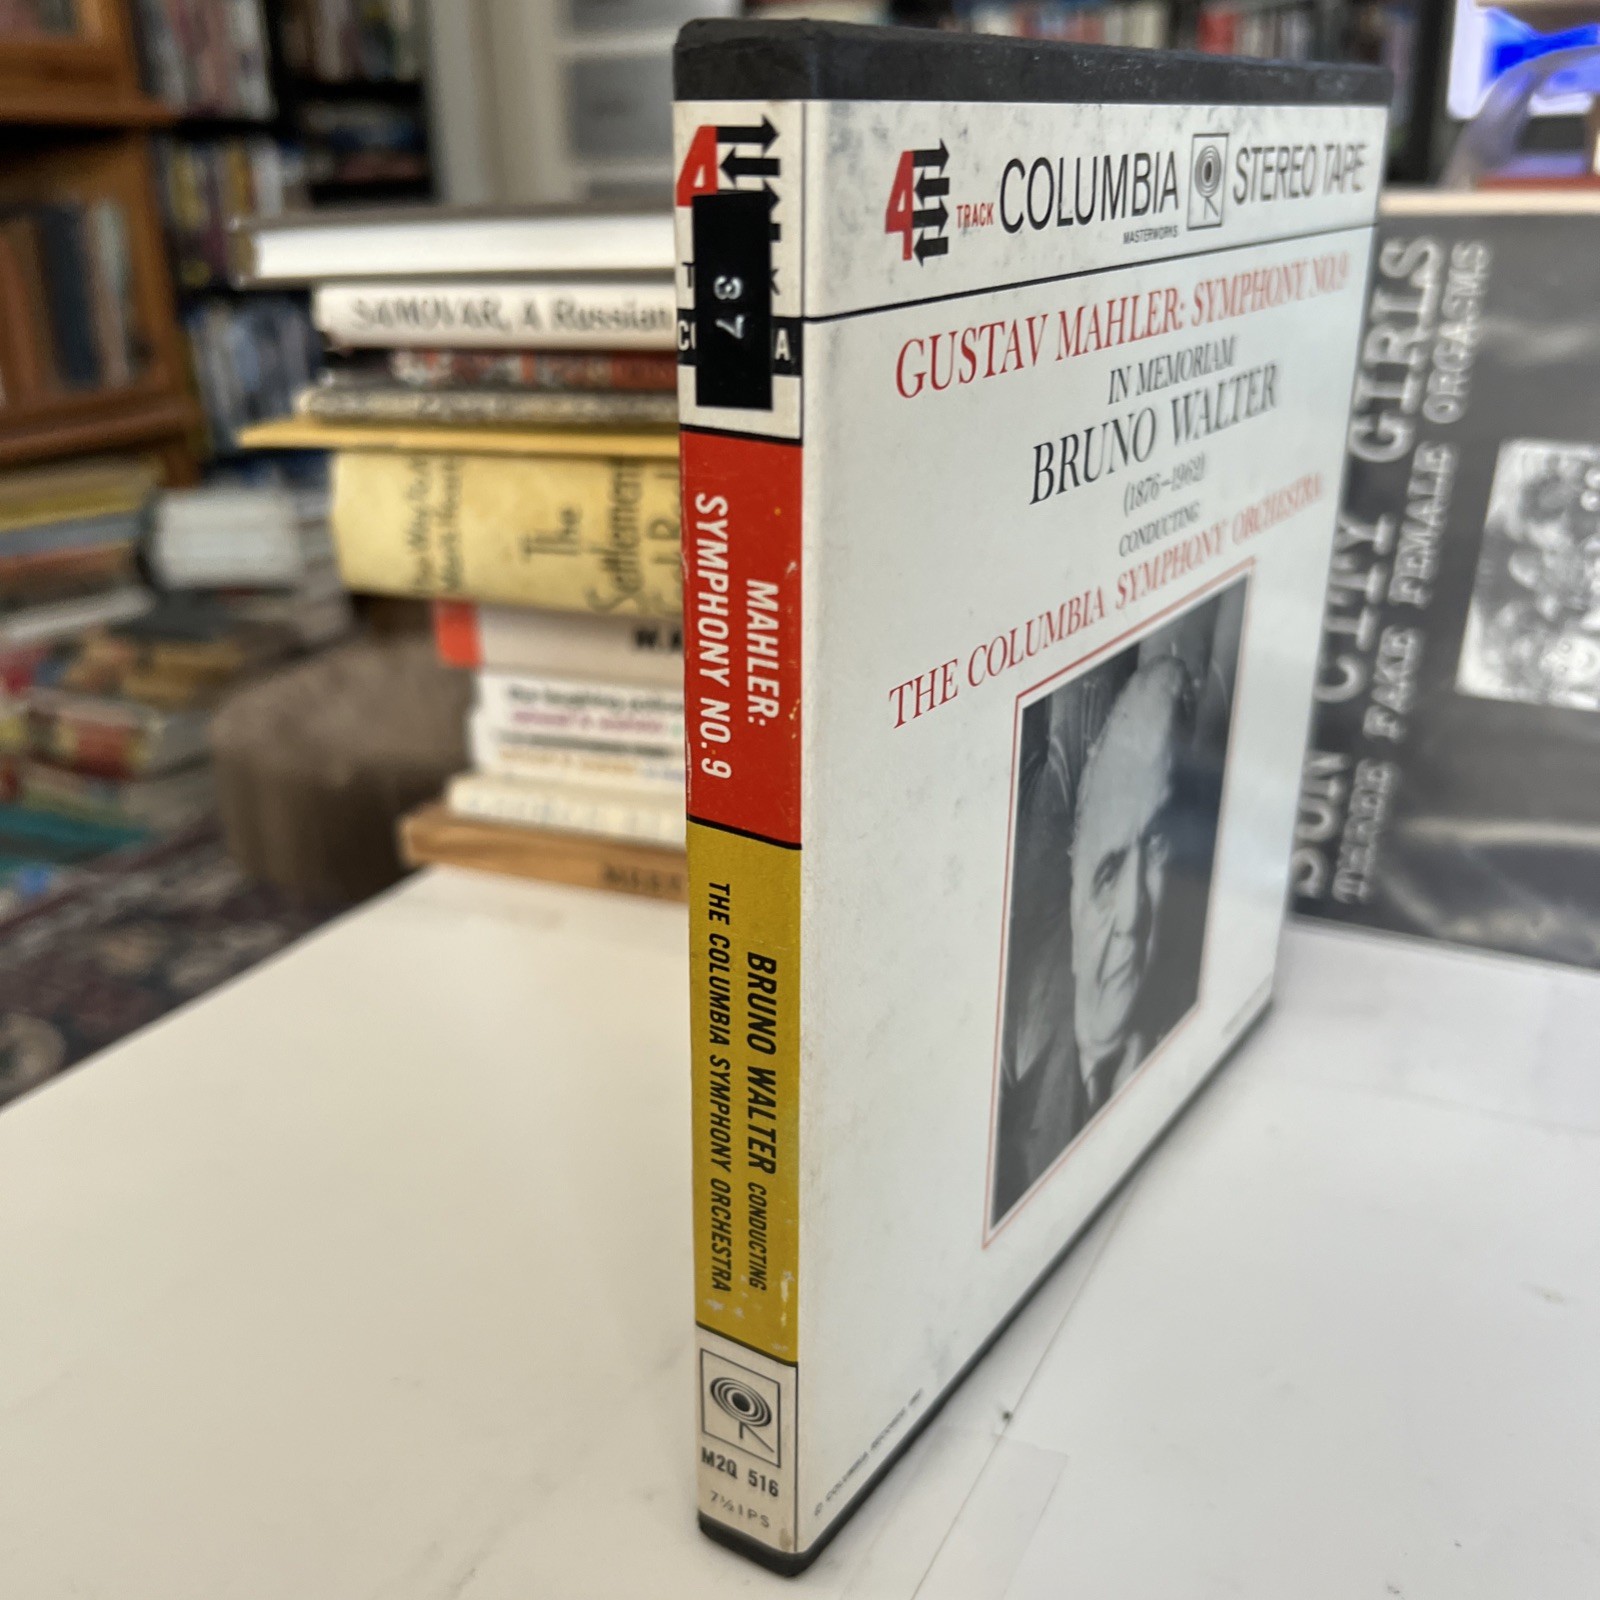 4
37
MAHLER:
SYMPHONY NO. 9
BRUNO WALTER CONDUCTING
THE COLUMBIA SYMPHONY ORCHESTRA
M2Q 516
7½ IPS
4 TRACK COLUMBIA STEREO TAPE
MASTERWORKS
GUSTAV MAHLER: SYMPHONY NO. 9
IN MEMORIAM
BRUNO WALTER
(1876–1962)
CONDUCTING
THE COLUMBIA SYMPHONY ORCHESTRA
SAMOVAR, A Russian
The
Settlement
SUN CITY GIRLS
THREE FAKE FEMALE ORGASMS